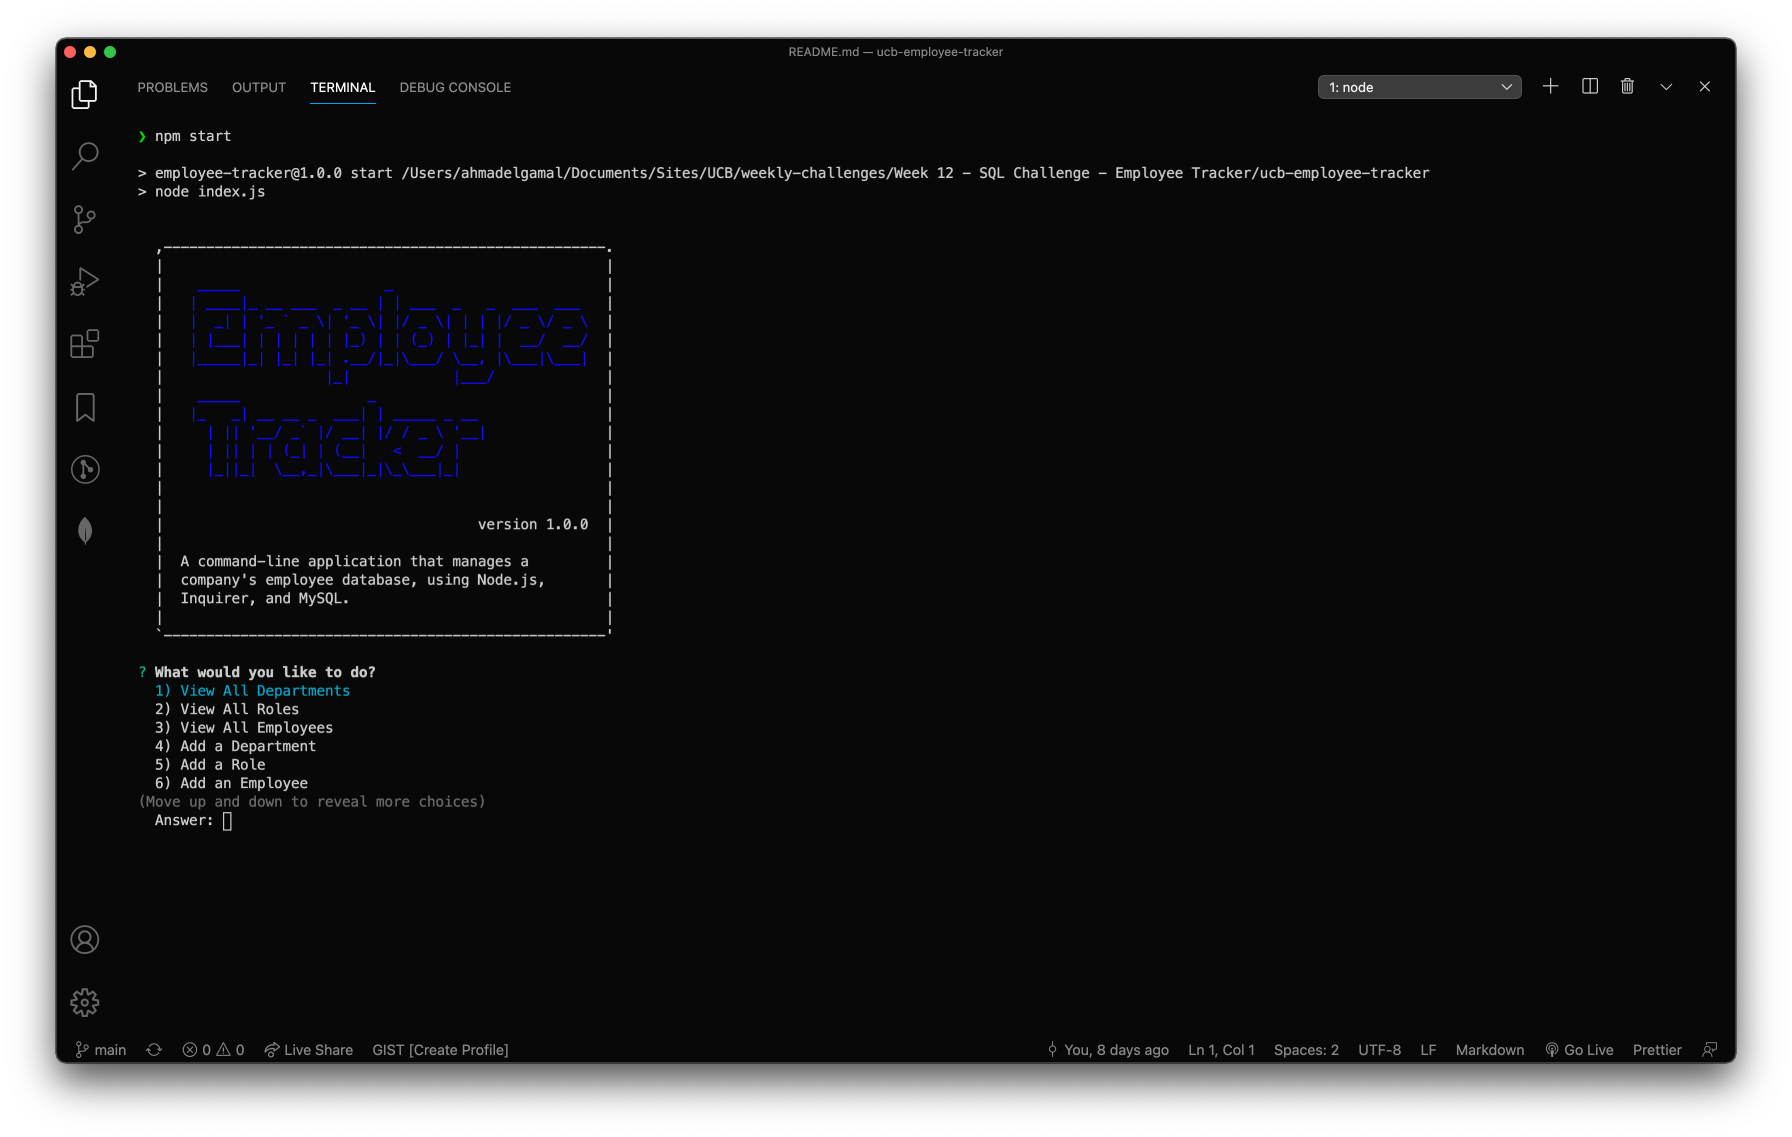 README.md — ucb-employee-tracker
PROBLEMS OUTPUT TERMINAL DEBUG CONSOLE 1: node
❯ npm start
> employee-tracker@1.0.0 start /Users/ahmadelgamal/Documents/Sites/UCB/weekly-challenges/Week 12 - SQL Challenge - Employee Tracker/ucb-employee-tracker
> node index.js
Employee
Tracker
version 1.0.0
A command-line application that manages a
company's employee database, using Node.js,
Inquirer, and MySQL.
? What would you like to do?
1) View All Departments
2) View All Roles
3) View All Employees
4) Add a Department
5) Add a Role
6) Add an Employee
(Move up and down to reveal more choices)
Answer:
main 0 0 Live Share GIST [Create Profile] You, 8 days ago Ln 1, Col 1 Spaces: 2 UTF-8 LF Markdown Go Live Prettier